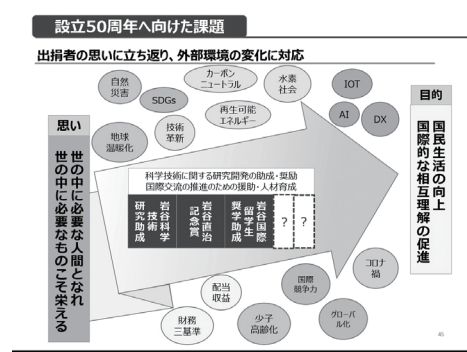 設立50周年へ向けた課題
出捐者の思いに立ち返り、外部環境の変化に対応
自然
災害
SDGs
カーボン
ニュートラル
水素
社会
IOT
目的
再生可能
エネルギー
AI
DX
思い
地球
温暖化
技術
革新
世の中に必要な人間となれ
世の中に必要なものこそ栄える
国民生活の向上
国際的な相互理解の促進
科学技術に関する研究開発の助成・奨励
国際交流の推進のための援助・人材育成
岩谷科学
技術
研究助成
岩谷直治
記念賞
岩谷国際
留学生
奨学助成
?
?
コロナ
禍
配当
収益
国際
競争力
財務
三基準
少子
高齢化
グローバ
ル化
45